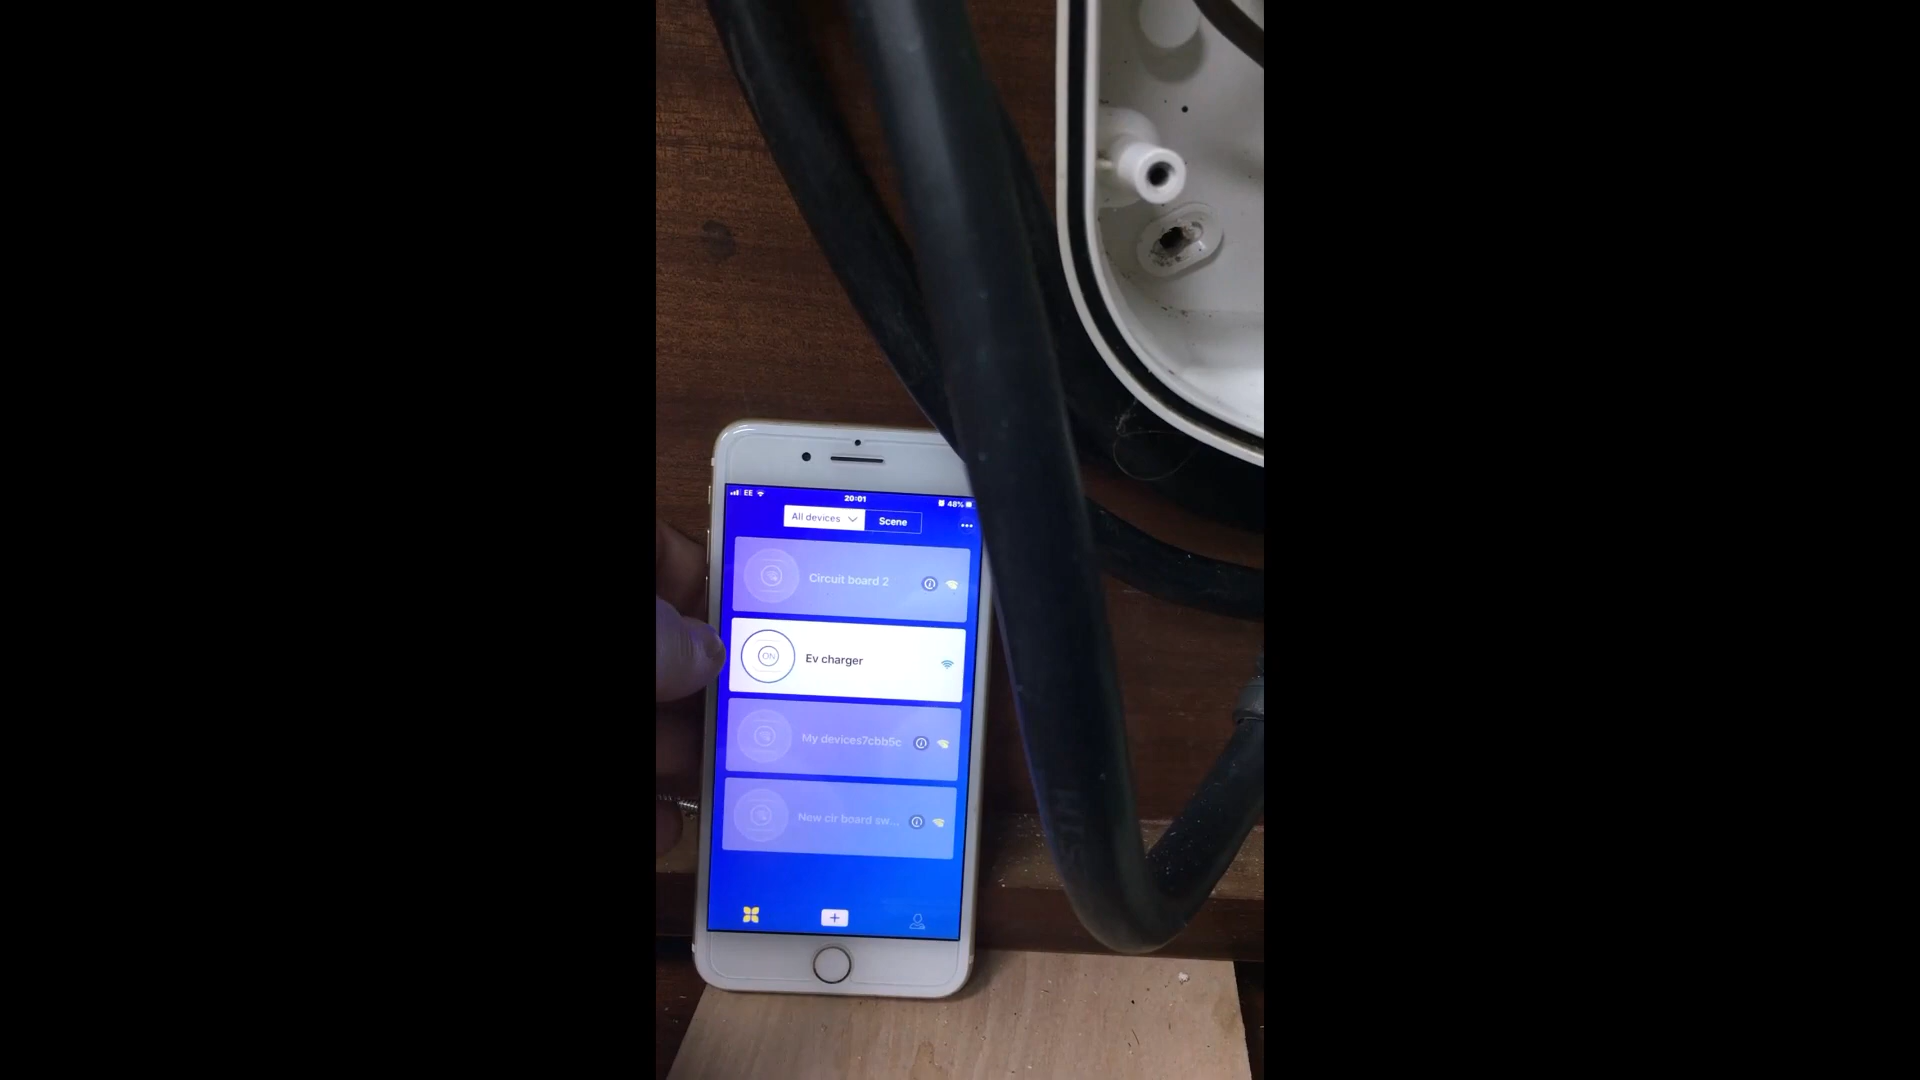 EE
20:01
48%
All devices
Scene
Circuit board 2
ON
Ev charger
My devices7cbb5c
New cir board sw...